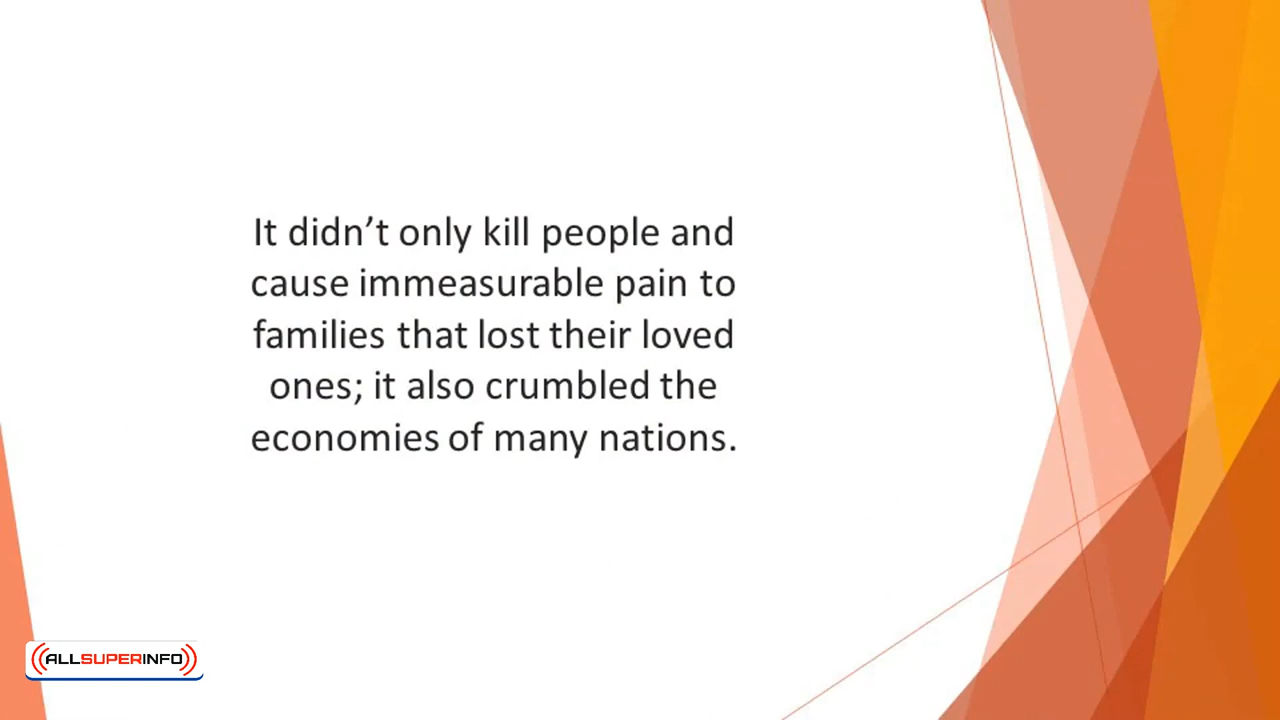 It didn’t only kill people and
cause immeasurable pain to
families that lost their loved
ones; it also crumbled the
economies of many nations.
ALLSUPERINFO